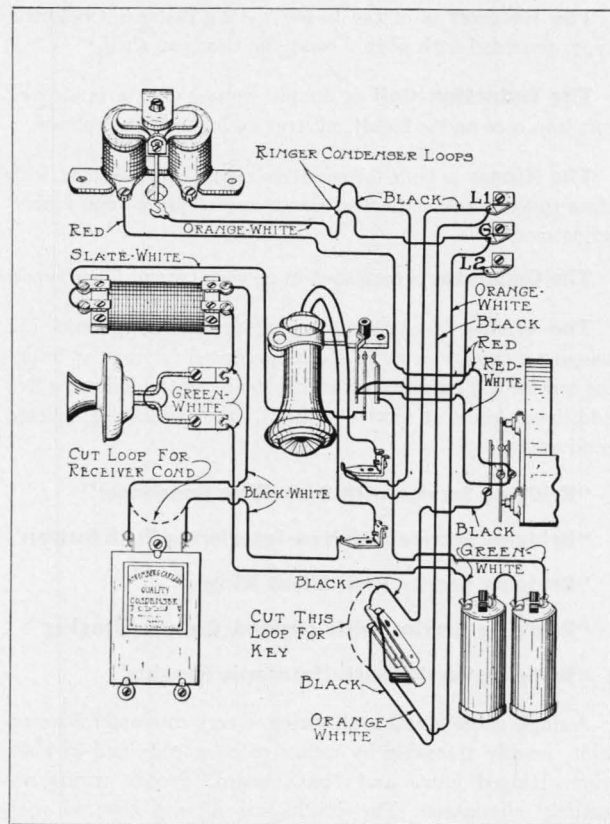 RINGER CONDENSER LOOPS
BLACK
L1
C
L2
RED
ORANGE-WHITE
SLATE-WHITE
ORANGE-
WHITE
BLACK
RED
RED-
WHITE
GREEN-
WHITE
CUT LOOP FOR
RECEIVER COND
BLACK-WHITE
BLACK
GREEN-
WHITE
STROMBERG-CARLSON
QUALITY
CONDENSER
BLACK
CUT THIS
LOOP FOR
KEY
BLACK
ORANGE
WHITE